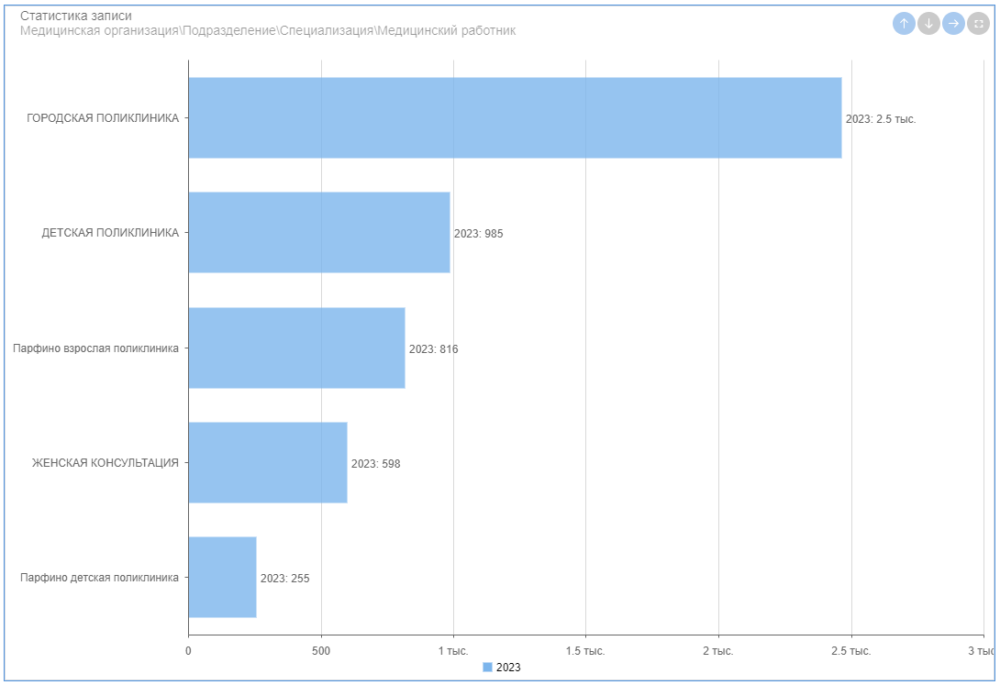 Статистика записи
Медицинская организация\Подразделение\Специализация\Медицинский работник
ГОРОДСКАЯ ПОЛИКЛИНИКА
2023: 2.5 тыс.
ДЕТСКАЯ ПОЛИКЛИНИКА
2023: 985
Парфино взрослая поликлиника
2023: 816
ЖЕНСКАЯ КОНСУЛЬТАЦИЯ
2023: 598
Парфино детская поликлиника
2023: 255
0 500 1 тыс. 1.5 тыс. 2 тыс. 2.5 тыс. 3 тыс
2023